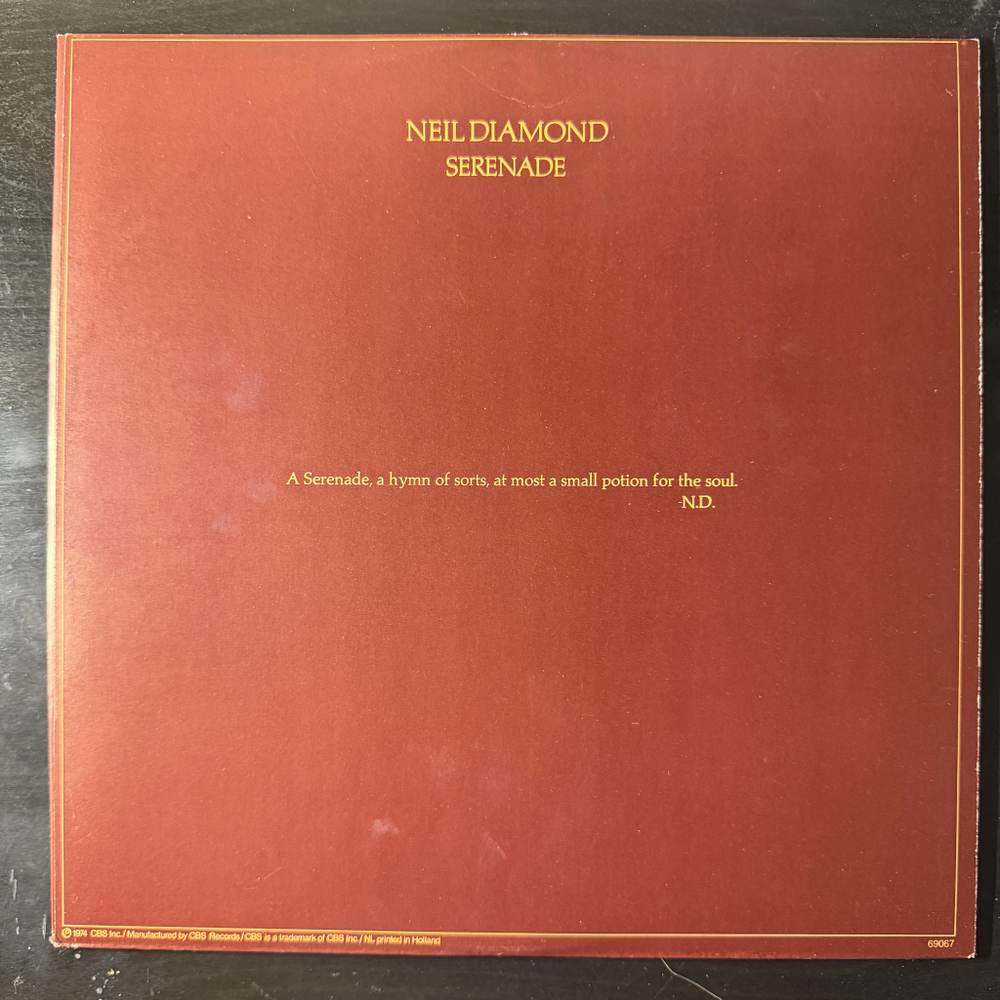 NEIL DIAMOND
SERENADE
A Serenade, a hymn of sorts, at most a small potion for the soul.
-N.D.
℗ 1974 CBS Inc./Manufactured by CBS Records/CBS is a trademark of CBS Inc./NL printed in Holland
69067